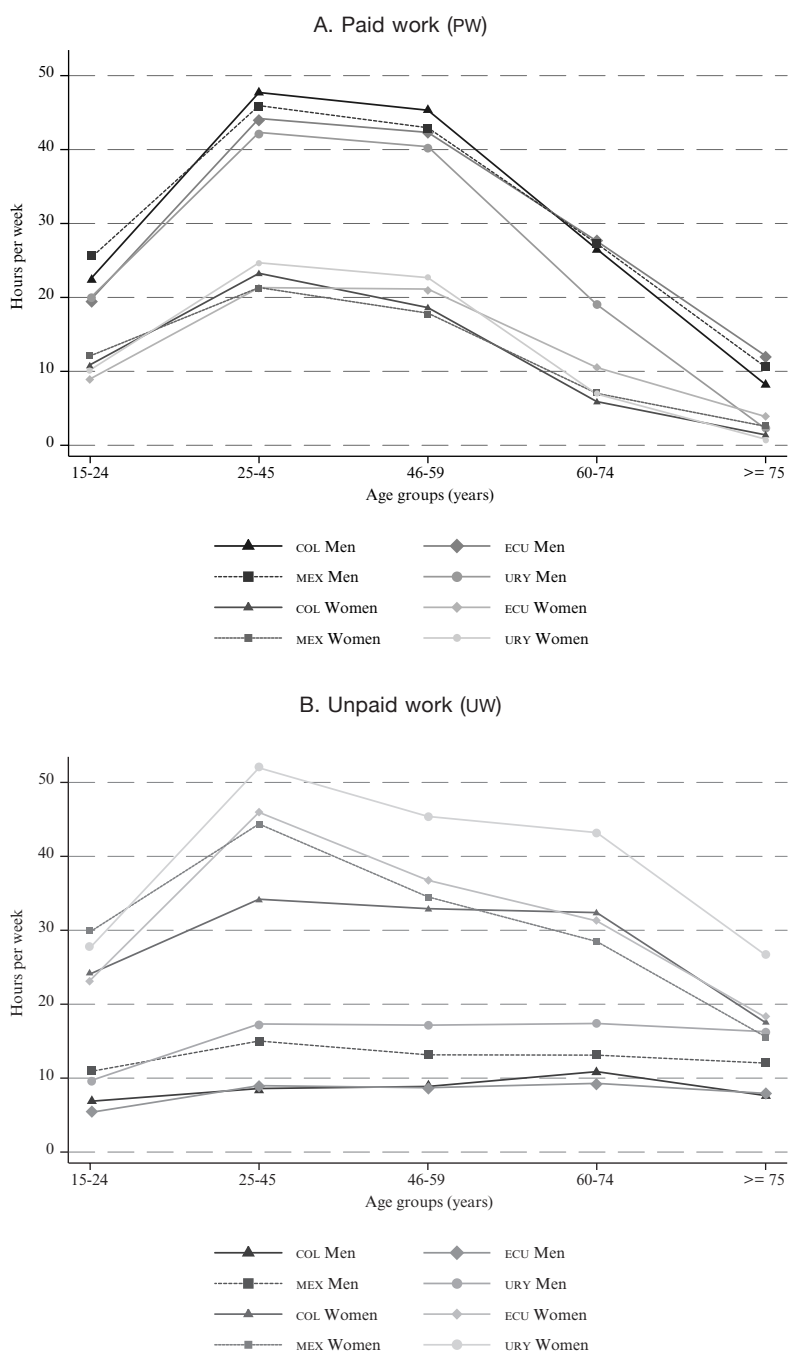 A. Paid work (PW)
50
40
30
20
10
0
Hours per week
15-24 25-45 46-59 60-74 >= 75
Age groups (years)
COL Men ECU Men
MEX Men URY Men
COL Women ECU Women
MEX Women URY Women
B. Unpaid work (UW)
50
40
30
20
10
0
Hours per week
15-24 25-45 46-59 60-74 >= 75
Age groups (years)
COL Men ECU Men
MEX Men URY Men
COL Women ECU Women
MEX Women URY Women